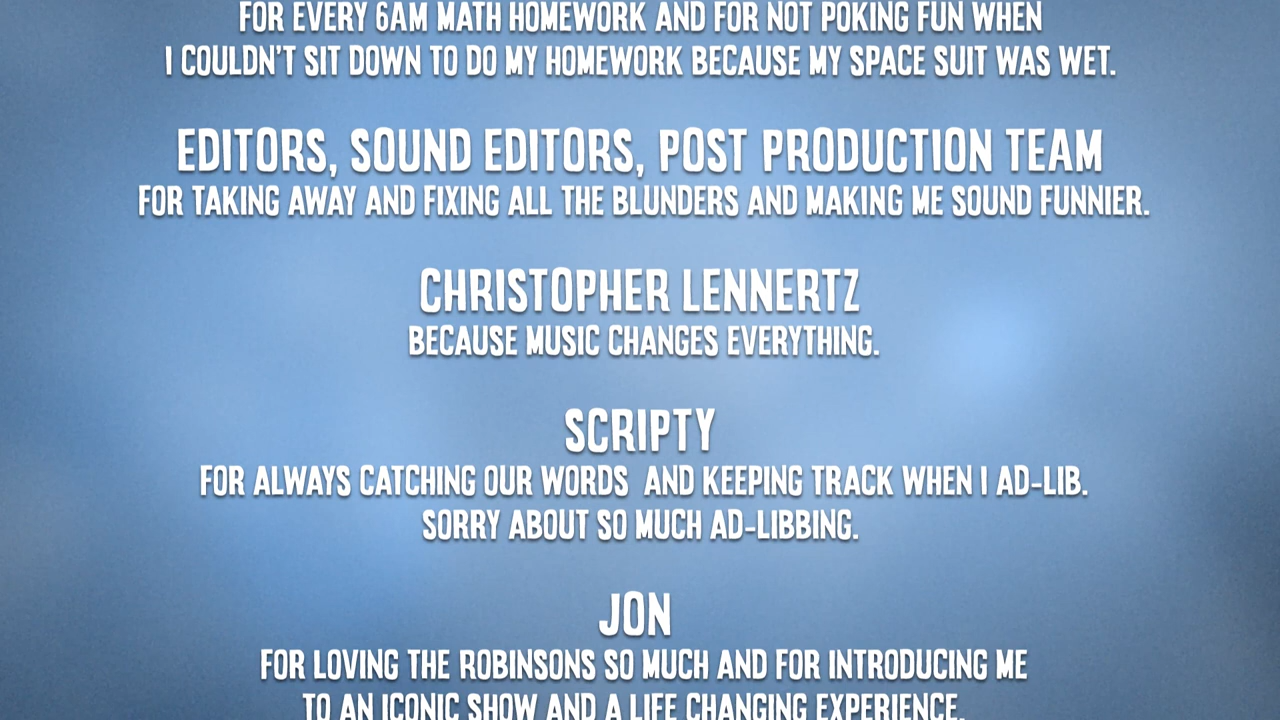 FOR EVERY 6AM MATH HOMEWORK AND FOR NOT POKING FUN WHEN
I COULDN'T SIT DOWN TO DO MY HOMEWORK BECAUSE MY SPACE SUIT WAS WET.
EDITORS, SOUND EDITORS, POST PRODUCTION TEAM
FOR TAKING AWAY AND FIXING ALL THE BLUNDERS AND MAKING ME SOUND FUNNIER.
CHRISTOPHER LENNERTZ
BECAUSE MUSIC CHANGES EVERYTHING.
SCRIPTY
FOR ALWAYS CATCHING OUR WORDS AND KEEPING TRACK WHEN I AD-LIB.
SORRY ABOUT SO MUCH AD-LIBBING.
JON
FOR LOVING THE ROBINSONS SO MUCH AND FOR INTRODUCING ME
TO AN ICONIC SHOW AND A LIFE CHANGING EXPERIENCE.